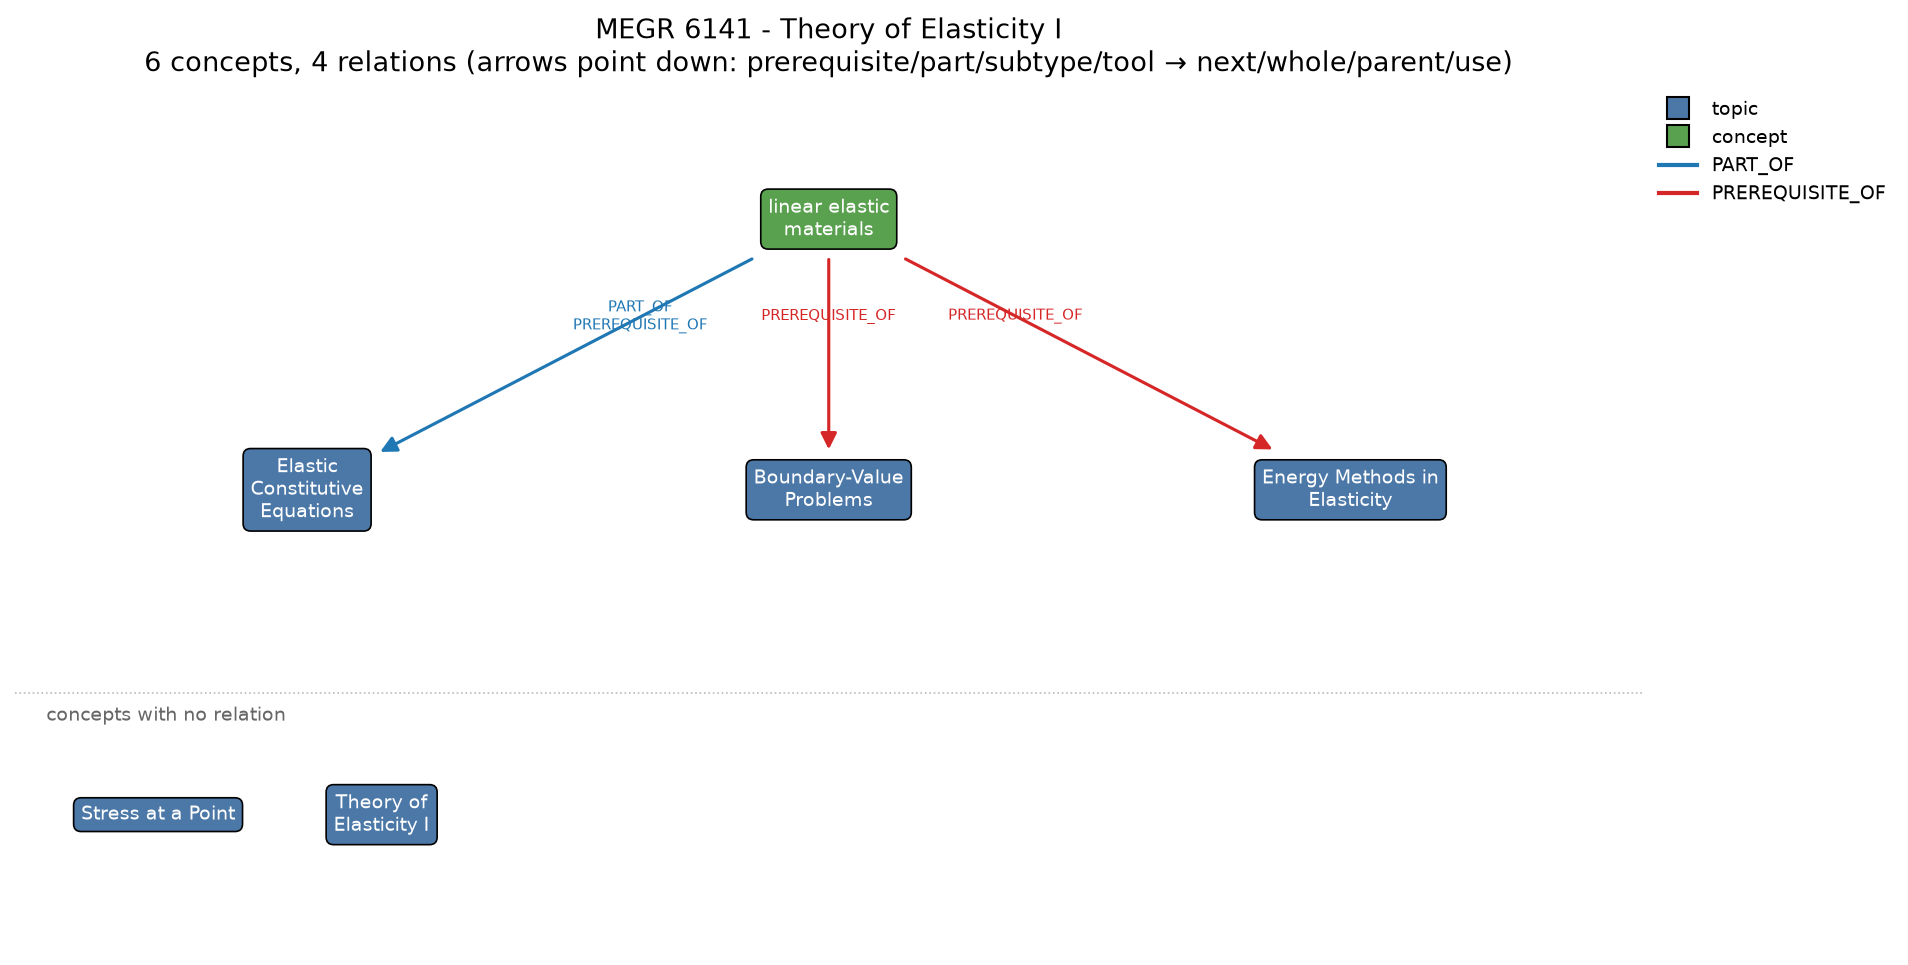 MEGR 6141 - Theory of Elasticity I
6 concepts, 4 relations (arrows point down: prerequisite/part/subtype/tool → next/whole/parent/use)
topic
concept
PART_OF
PREREQUISITE_OF
linear elastic
materials
PART_OF
PREREQUISITE_OF
PREREQUISITE_OF
PREREQUISITE_OF
Elastic
Constitutive
Equations
Boundary-Value
Problems
Energy Methods in
Elasticity
concepts with no relation
Stress at a Point
Theory of
Elasticity I